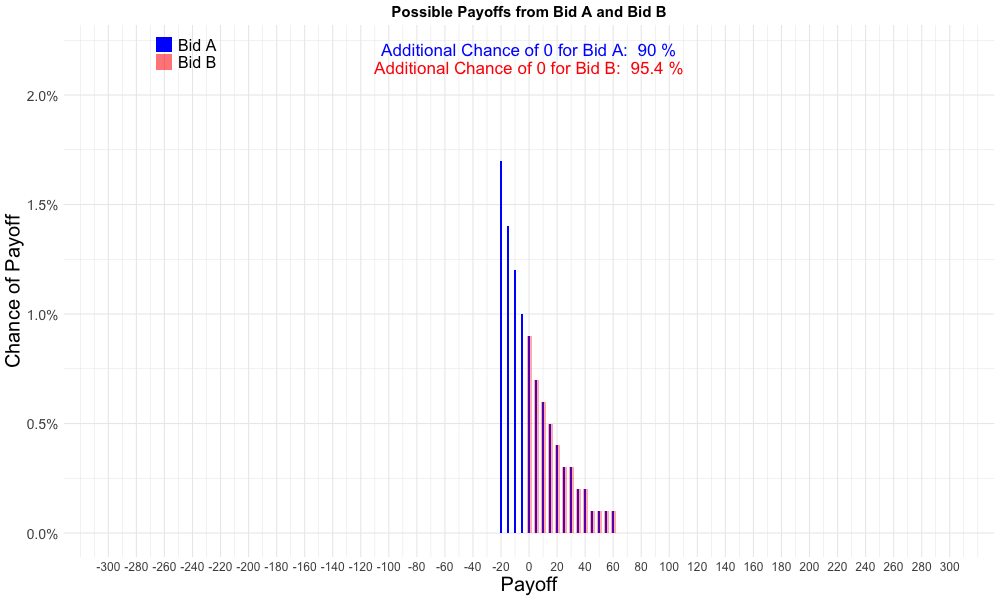 Possible Payoffs from Bid A and Bid B
Bid A
Bid B
Additional Chance of 0 for Bid A:  90 %
Additional Chance of 0 for Bid B:  95.4 %
Chance of Payoff
2.0%
1.5%
1.0%
0.5%
0.0%
-300 -280 -260 -240 -220 -200 -180 -160 -140 -120 -100 -80 -60 -40 -20 0 20 40 60 80 100 120 140 160 180 200 220 240 260 280 300
Payoff